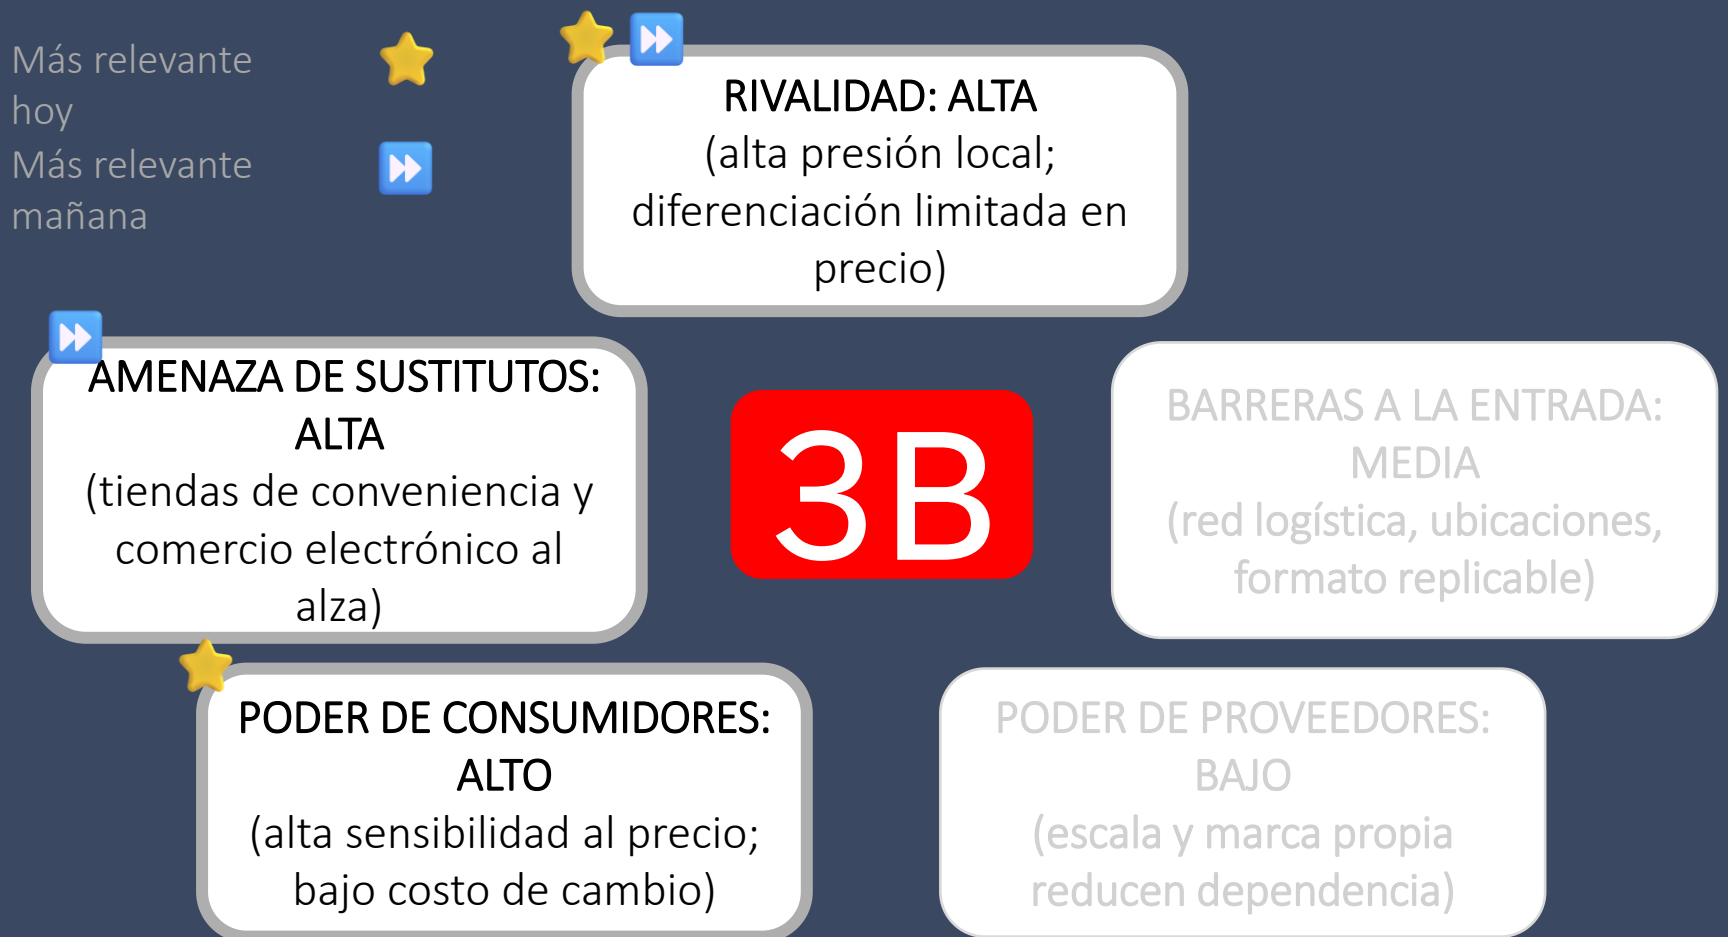 Más relevante
hoy
Más relevante
mañana
RIVALIDAD: ALTA
(alta presión local;
diferenciación limitada en
precio)
AMENAZA DE SUSTITUTOS:
ALTA
(tiendas de conveniencia y
comercio electrónico al
alza)
3B
BARRERAS A LA ENTRADA:
MEDIA
(red logística, ubicaciones,
formato replicable)
PODER DE CONSUMIDORES:
ALTO
(alta sensibilidad al precio;
bajo costo de cambio)
PODER DE PROVEEDORES:
BAJO
(escala y marca propia
reducen dependencia)